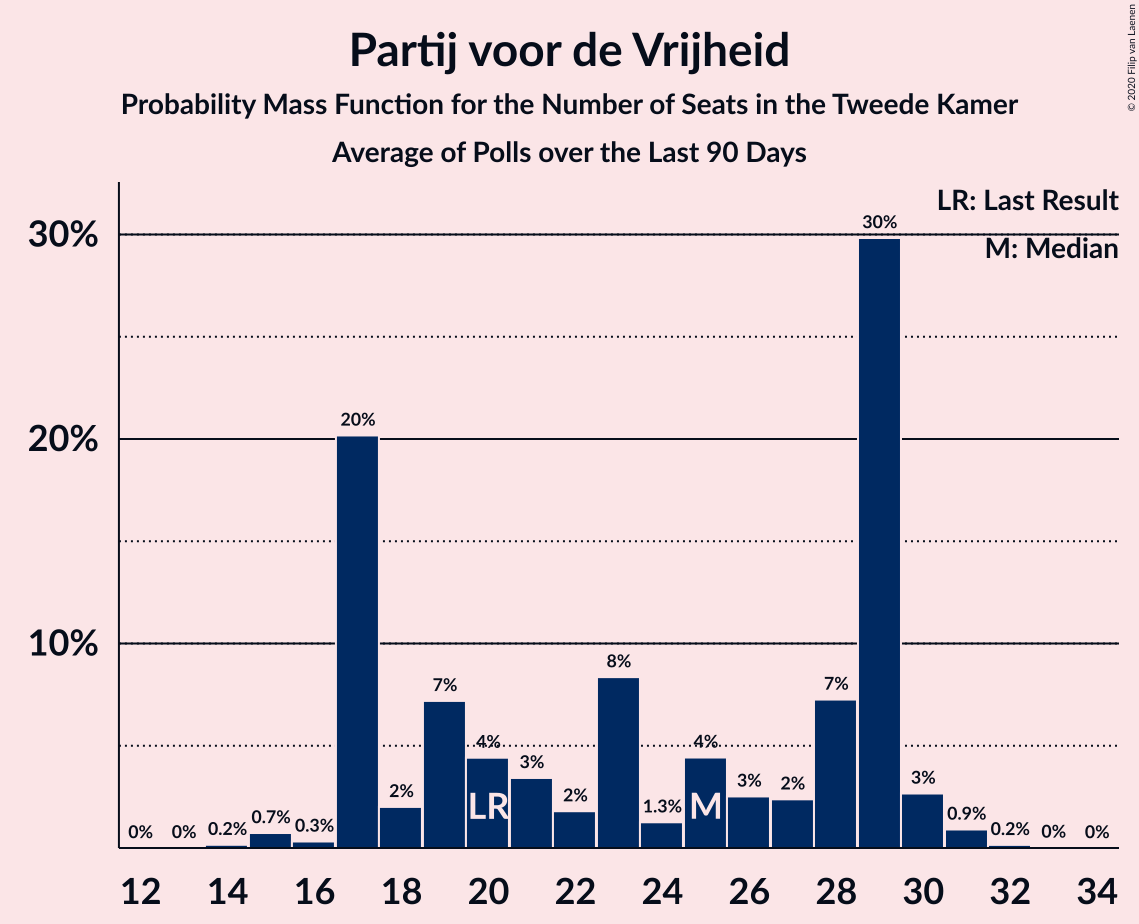 Partij voor de Vrijheid
Probability Mass Function for the Number of Seats in the Tweede Kamer
Average of Polls over the Last 90 Days
© 2020 Filip van Laenen
LR: Last Result
M: Median
30%
20%
10%
0%
0%
0.2%
0.7%
0.3%
20%
2%
7%
4%
3%
2%
8%
1.3%
4%
3%
2%
7%
30%
3%
0.9%
0.2%
0%
0%
LR
M
12 14 16 18 20 22 24 26 28 30 32 34